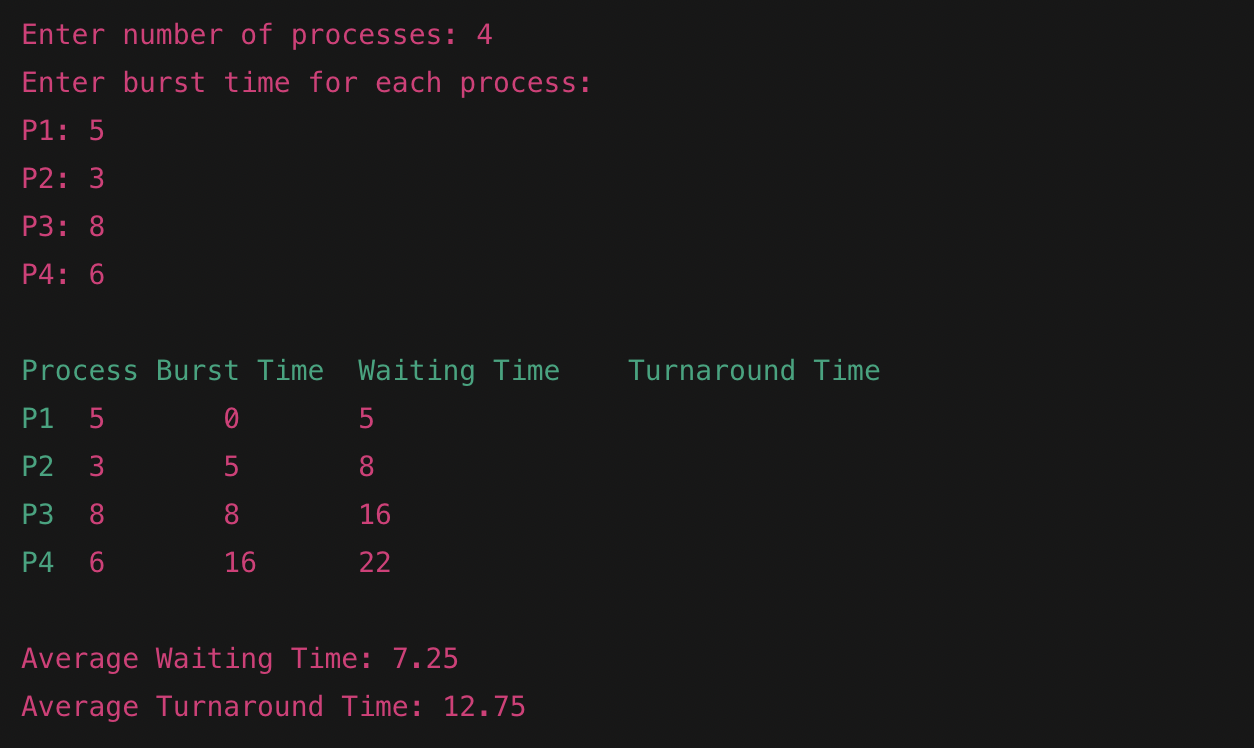 Enter number of processes: 4
Enter burst time for each process:
P1: 5
P2: 3
P3: 8
P4: 6
Process Burst Time  Waiting Time    Turnaround Time
P1  5       0       5
P2  3       5       8
P3  8       8       16
P4  6       16      22
Average Waiting Time: 7.25
Average Turnaround Time: 12.75